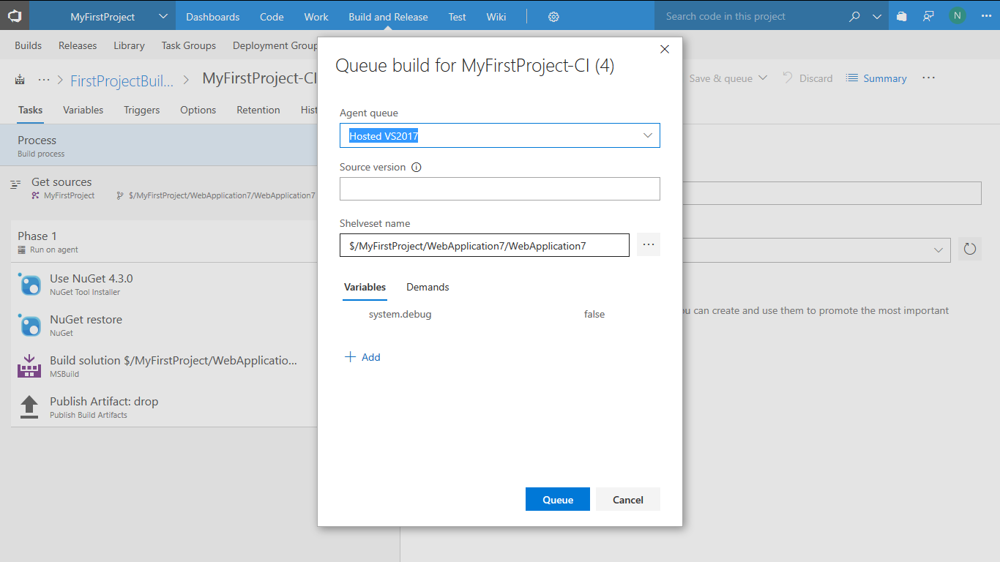 MyFirstProject Dashboards Code Work Build and Release Test Wiki Search code in this project N
Builds Releases Library Task Groups Deployment Group
FirstProjectBuil... MyFirstProject-CI Save & queue Discard Summary
Tasks Variables Triggers Options Retention Hist
Process
Build process
Get sources
MyFirstProject $/MyFirstProject/WebApplication7/WebApplication7
Phase 1
Run on agent
Use NuGet 4.3.0
NuGet Tool Installer
NuGet restore
NuGet
Build solution $/MyFirstProject/WebApplicatio...
MSBuild
Publish Artifact: drop
Publish Build Artifacts
Queue build for MyFirstProject-CI (4)
Agent queue
Hosted VS2017
Source version
Shelveset name
$/MyFirstProject/WebApplication7/WebApplication7
Variables Demands
system.debug false
Add
Queue Cancel
can create and use them to promote the most important